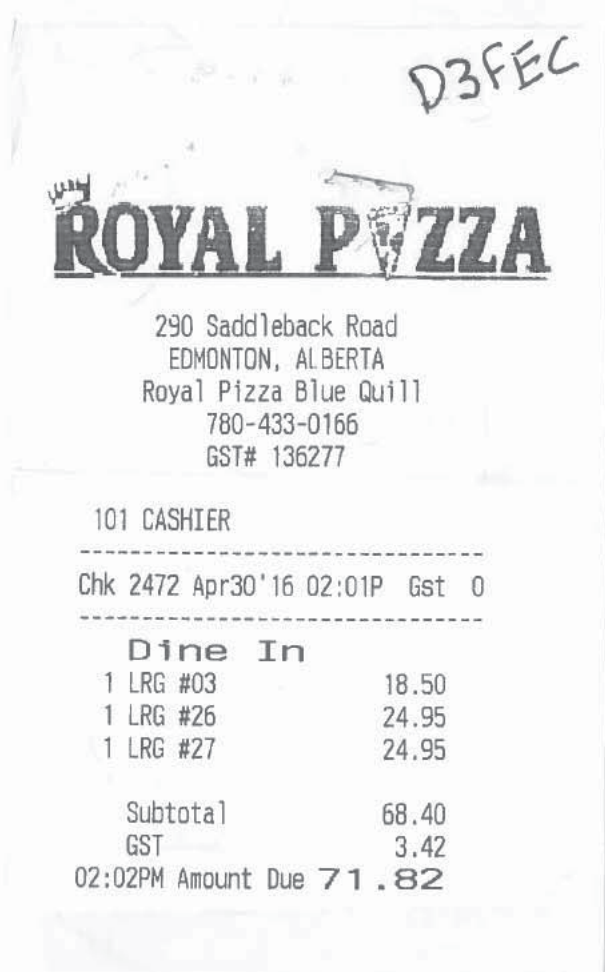 D3FEC
ROYAL PIZZA
290 Saddleback Road
EDMONTON, ALBERTA
Royal Pizza Blue Quill
780-433-0166
GST# 136277
101 CASHIER
--------------------------------
Chk 2472 Apr30'16 02:01P Gst 0
--------------------------------
Dine In
1 LRG #03 18.50
1 LRG #26 24.95
1 LRG #27 24.95
Subtotal 68.40
GST 3.42
02:02PM Amount Due 71.82